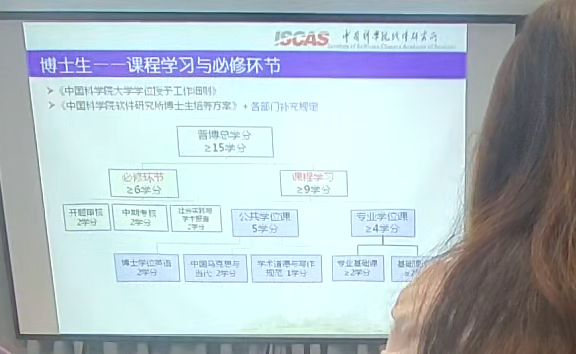 ISCAS 中国科学院软件研究所
Institute of Software Chinese Academy of Sciences
博士生——课程学习与必修环节
《中国科学院大学学位授予工作细则》
《中国科学院软件研究所博士生培养方案》+ 各部门补充规定
普博总学分
≥15学分
必修环节
≥6学分
课程学习
≥9学分
开题审核
2学分
中期考核
2学分
社会实践与
学术报告
2学分
公共学位课
5学分
专业学位课
≥4学分
博士学位英语
2学分
中国马克思与
当代 2学分
学术道德与写作
规范 1学分
专业基础课
≥2学分
基础
≥2